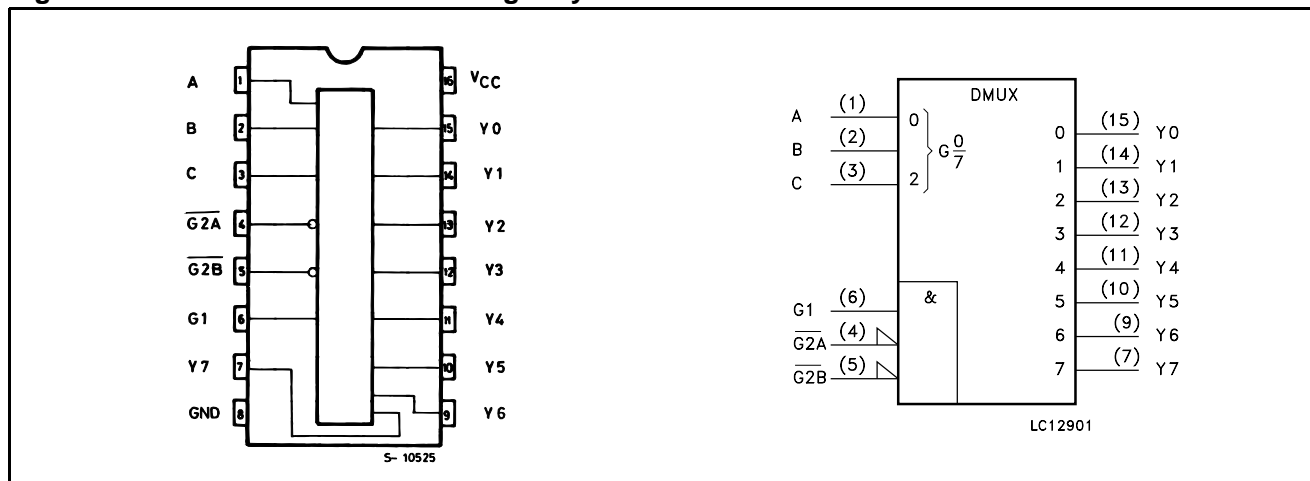 A 1 16 VCC
B 2 15 Y0
C 3 14 Y1
G2A 4 13 Y2
G2B 5 12 Y3
G1 6 11 Y4
Y7 7 10 Y5
GND 8 9 Y6
S- 10525
DMUX
A (1) 0 0 (15) Y0
B (2) G 0/7 1 (14) Y1
C (3) 2 2 (13) Y2
3 (12) Y3
4 (11) Y4
G1 (6) & 5 (10) Y5
G2A (4) 6 (9) Y6
G2B (5) 7 (7) Y7
LC12901